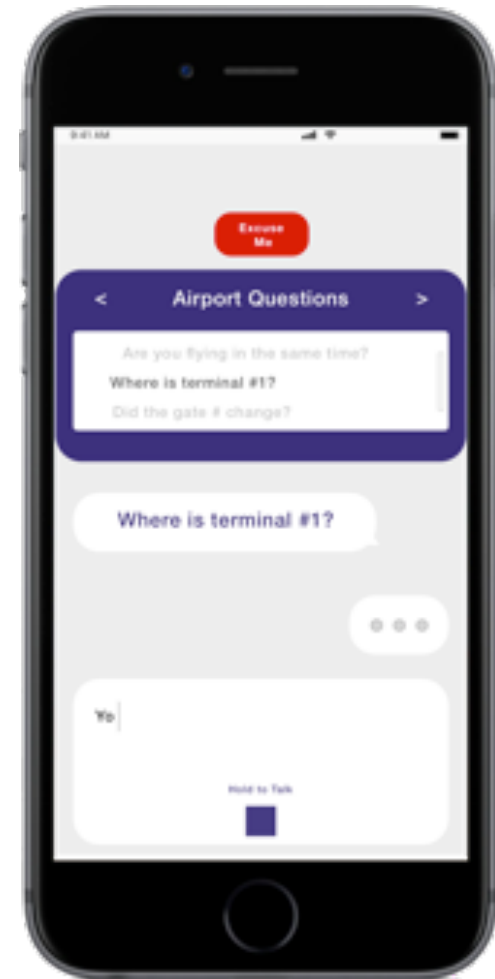 9:41 AM
Excuse
Me
< Airport Questions >
Are you flying in the same time?
Where is terminal #1?
Did the gate # change?
Where is terminal #1?
Yo
Hold to Talk